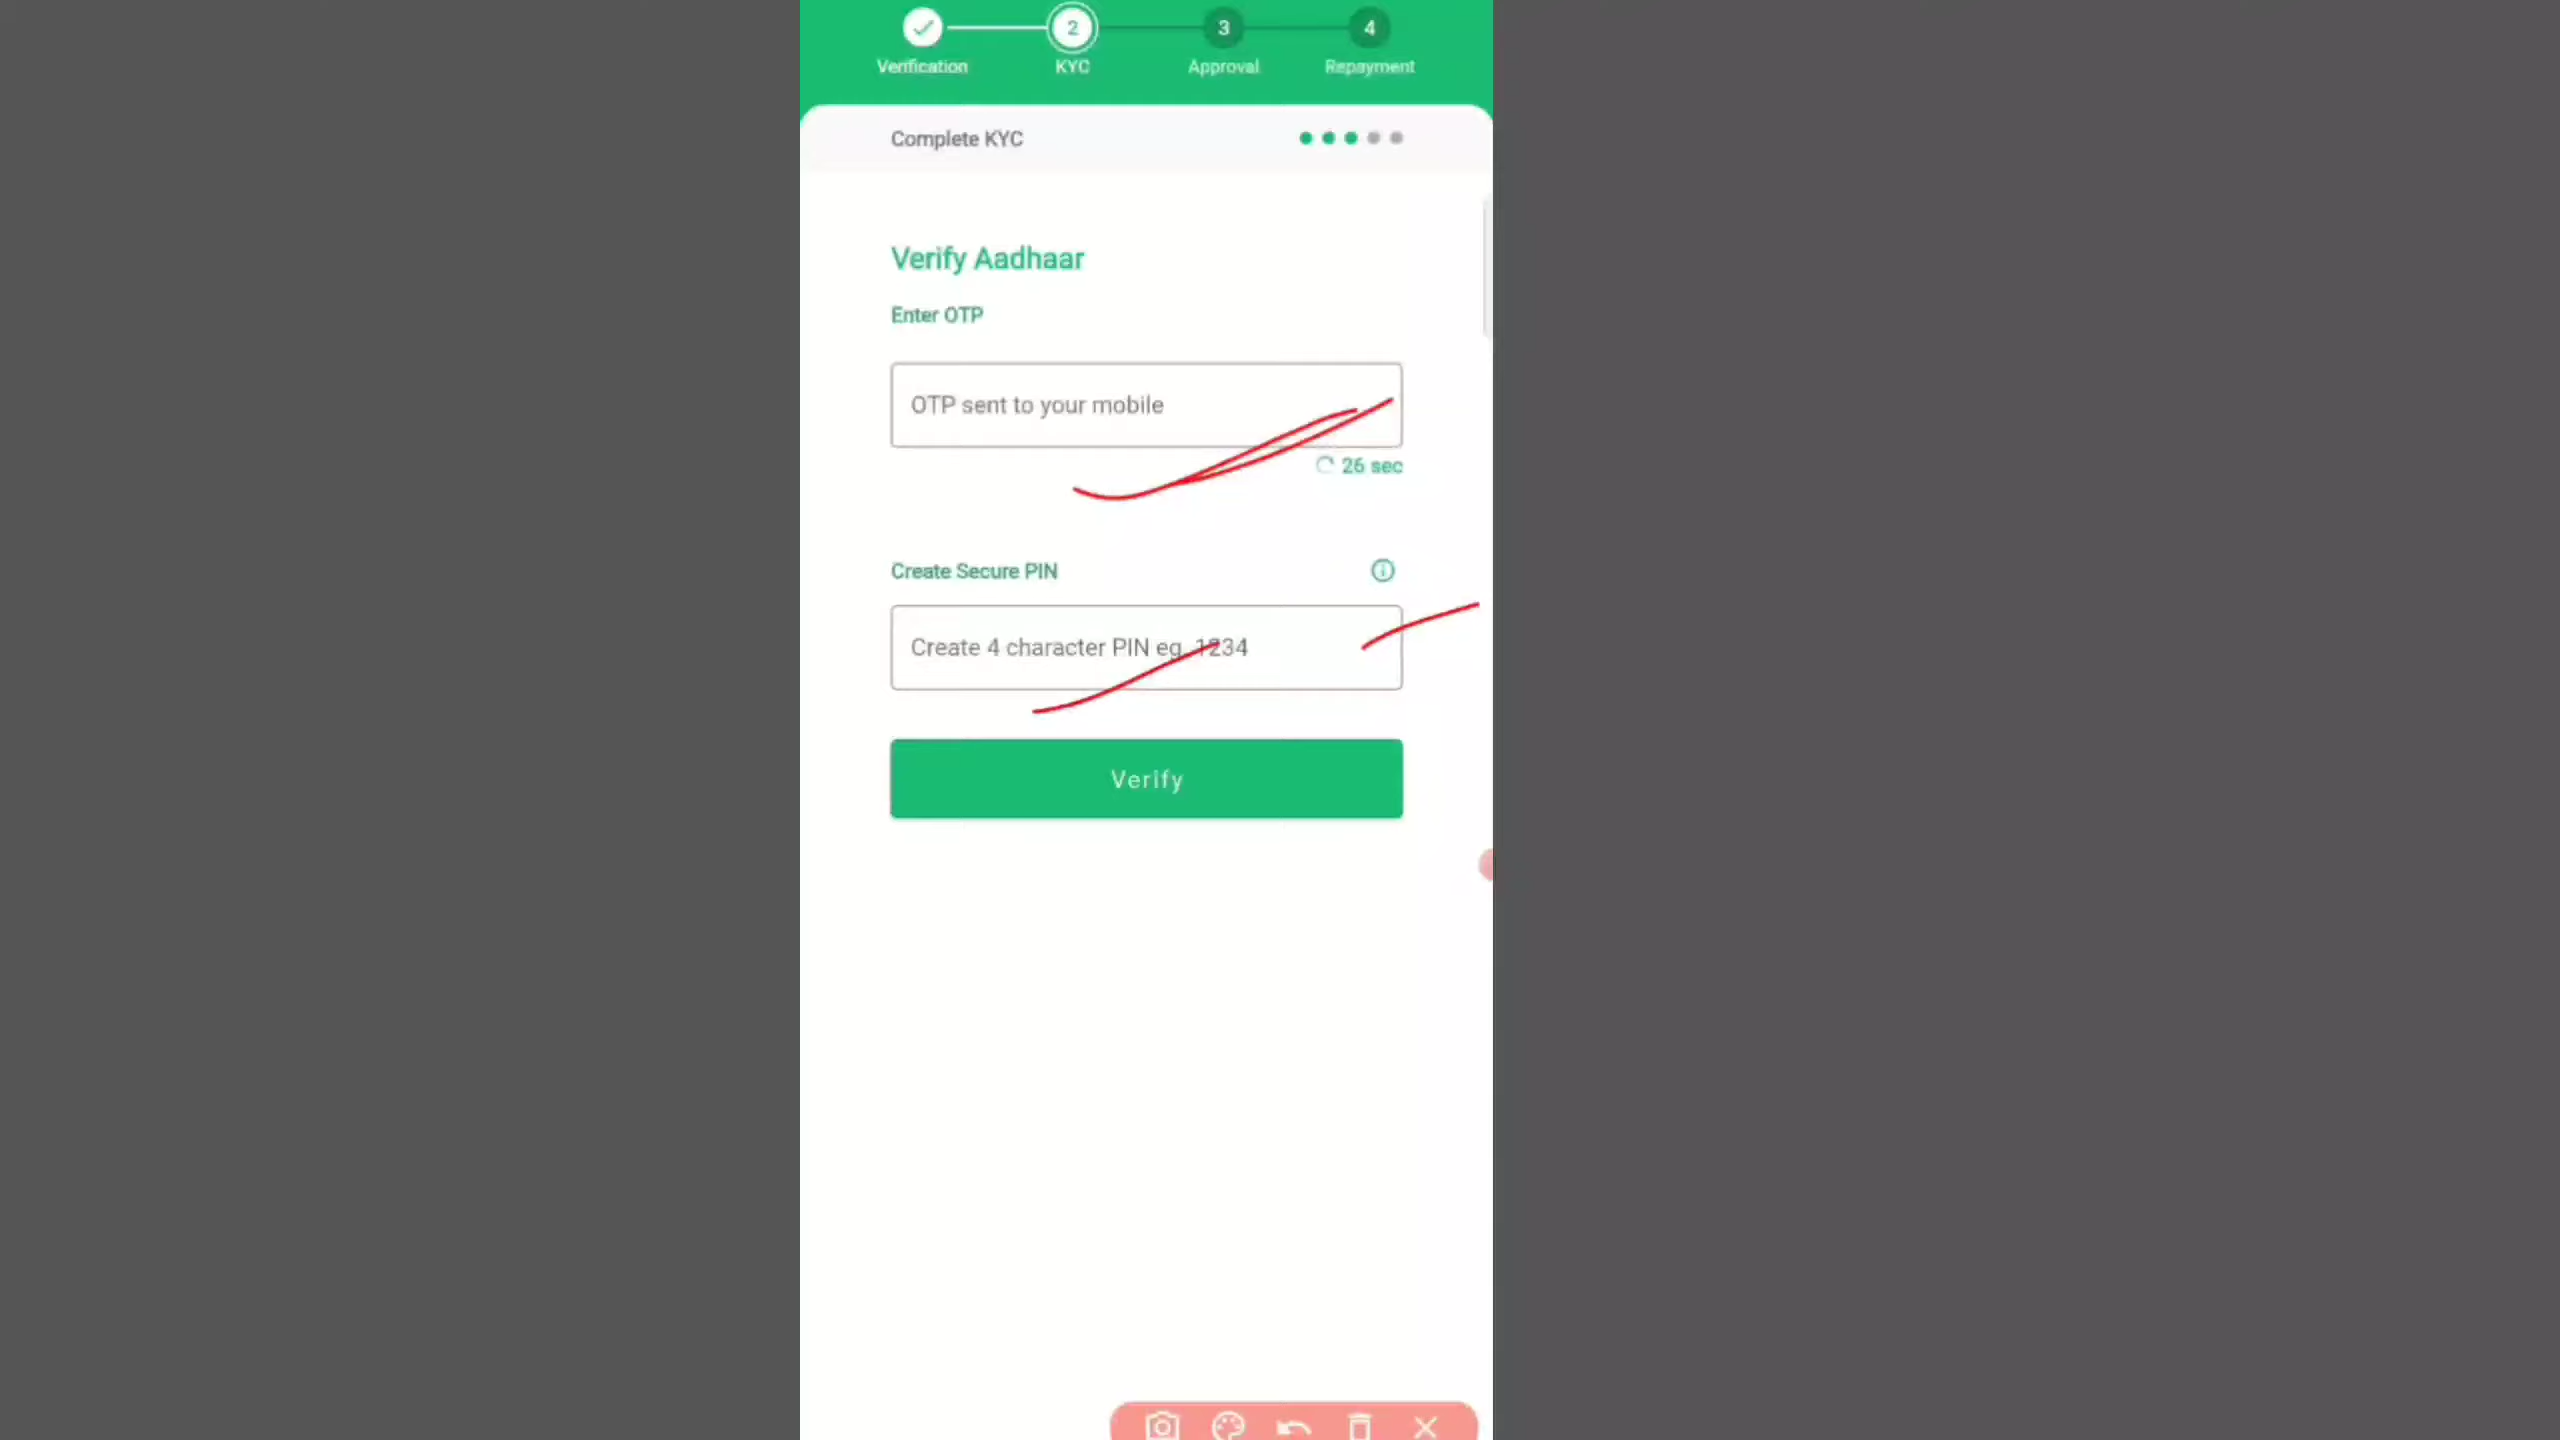 2 3 4
Verification KYC Approval Repayment
Complete KYC
Verify Aadhaar
Enter OTP
OTP sent to your mobile
26 sec
Create Secure PIN
Create 4 character PIN eg. 1234
Verify